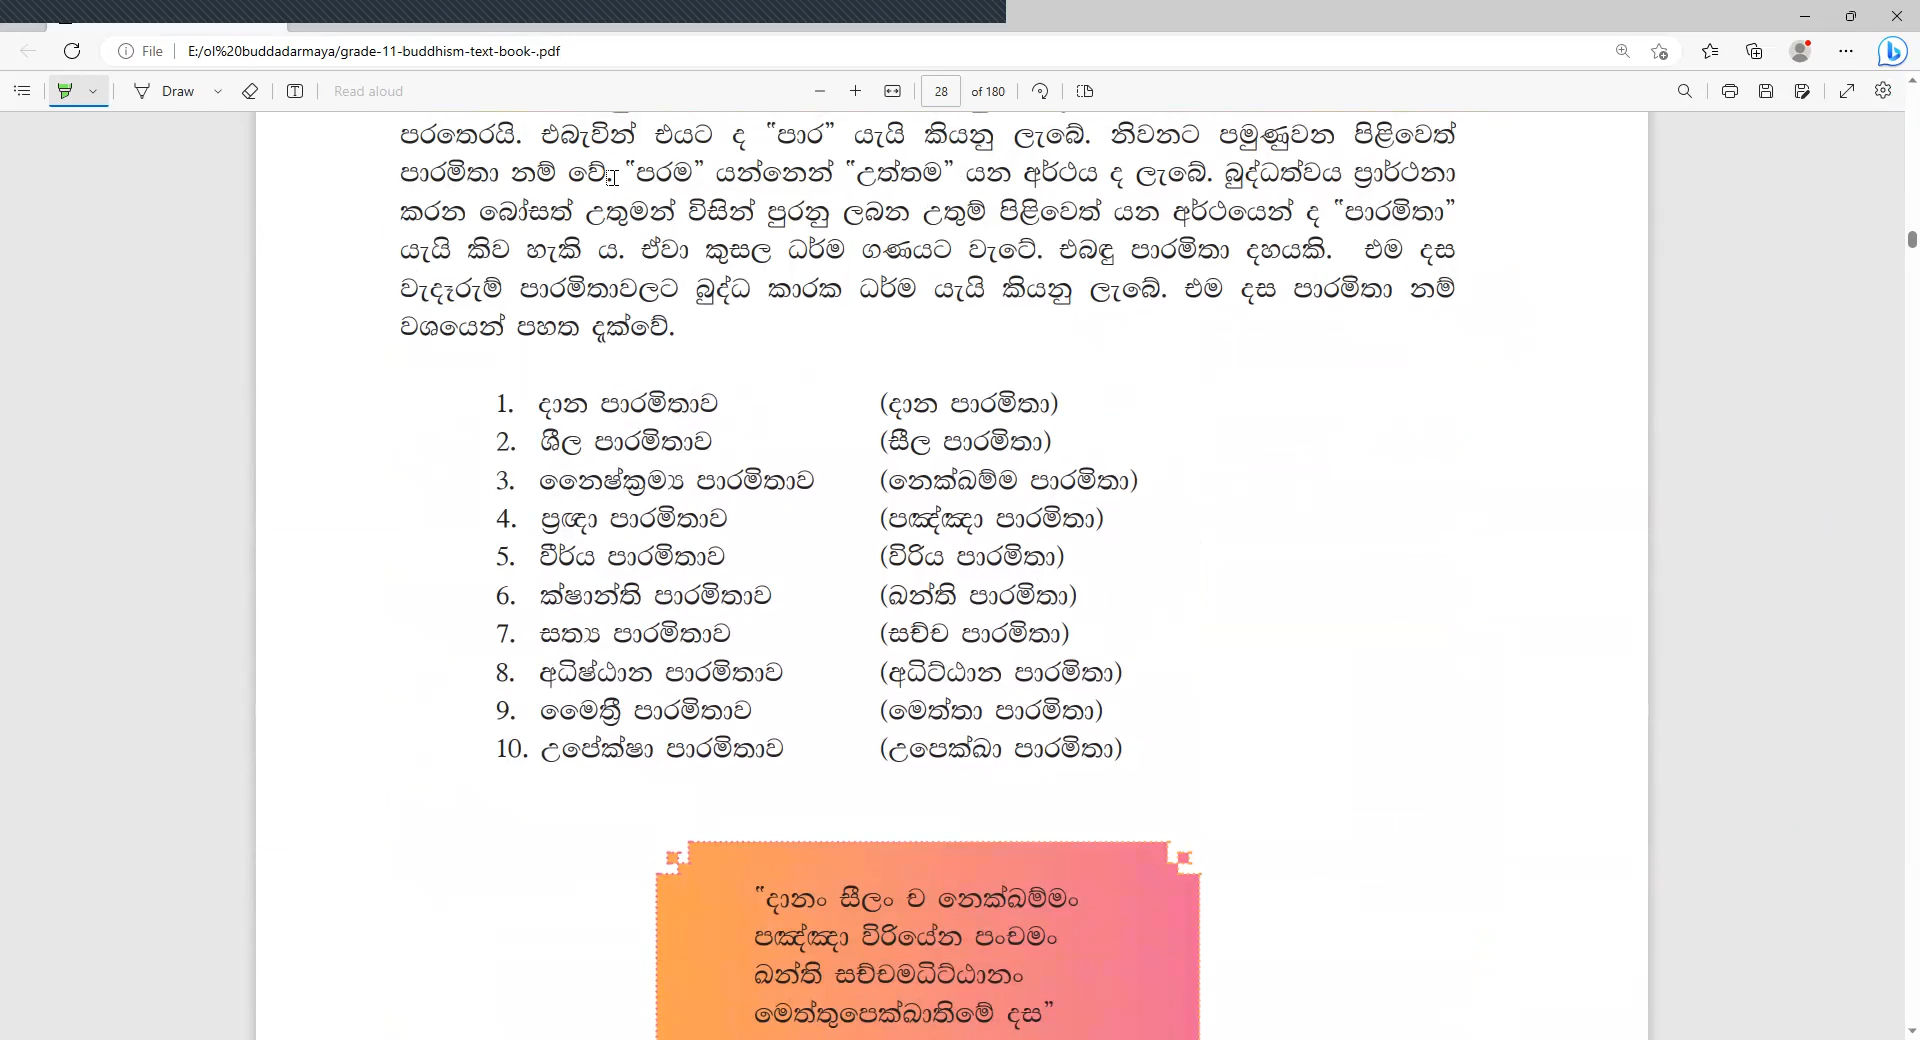 File E:/ol%20buddadarmaya/grade-11-buddhism-text-book-.pdf
Draw Read aloud 28 of 180
පරතෙරයි. එබැවින් එයට ද “පාර” යැයි කියනු ලැබේ. නිවනට පමුණුවන පිළිවෙත්
පාරමිතා නම් වේ. “පරම” යන්නෙන් “උත්තම” යන අර්ථය ද ලැබේ. බුද්ධත්වය ප්‍රාර්ථනා
කරන බෝසත් උතුමන් විසින් පුරනු ලබන උතුම් පිළිවෙත් යන අර්ථයෙන් ද “පාරමිතා”
යැයි කිව හැකි ය. ඒවා කුසල ධර්ම ගණයට වැටේ. එබඳු පාරමිතා දහයකි. එම දස
වැදෑරුම් පාරමිතාවලට බුද්ධ කාරක ධර්ම යැයි කියනු ලැබේ. එම දස පාරමිතා නම්
වශයෙන් පහත දැක්වේ.
1. දාන පාරමිතාව (දාන පාරමිතා)
2. ශීල පාරමිතාව (සීල පාරමිතා)
3. නෛෂ්ක්‍රම්‍ය පාරමිතාව (නෙක්ඛම්ම පාරමිතා)
4. ප්‍රඥා පාරමිතාව (පඤ්ඤා පාරමිතා)
5. වීර්ය පාරමිතාව (විරිය පාරමිතා)
6. ක්ෂාන්ති පාරමිතාව (ඛන්ති පාරමිතා)
7. සත්‍ය පාරමිතාව (සච්ච පාරමිතා)
8. අධිෂ්ඨාන පාරමිතාව (අධිට්ඨාන පාරමිතා)
9. මෛත්‍රී පාරමිතාව (මෙත්තා පාරමිතා)
10. උපේක්ෂා පාරමිතාව (උපෙක්ඛා පාරමිතා)
“දානං සීලං ච නෙක්ඛම්මං
පඤ්ඤා විරියේන පංචමං
ඛන්ති සච්චමධිට්ඨානං
මෙත්තුපෙක්ඛාතිමේ දස”